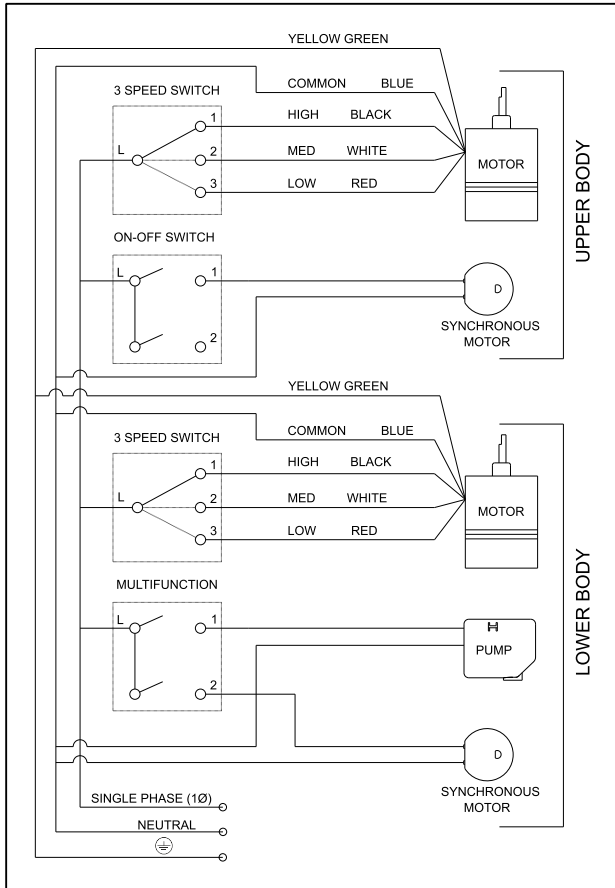 YELLOW GREEN
COMMON BLUE
3 SPEED SWITCH
L
1
HIGH BLACK
2
MED WHITE
3
LOW RED
MOTOR
UPPER BODY
ON-OFF SWITCH
L
1
2
D
SYNCHRONOUS
MOTOR
YELLOW GREEN
COMMON BLUE
3 SPEED SWITCH
L
1
HIGH BLACK
2
MED WHITE
3
LOW RED
MOTOR
LOWER BODY
MULTIFUNCTION
L
1
2
H
PUMP
D
SYNCHRONOUS
MOTOR
SINGLE PHASE (1Ø)
NEUTRAL